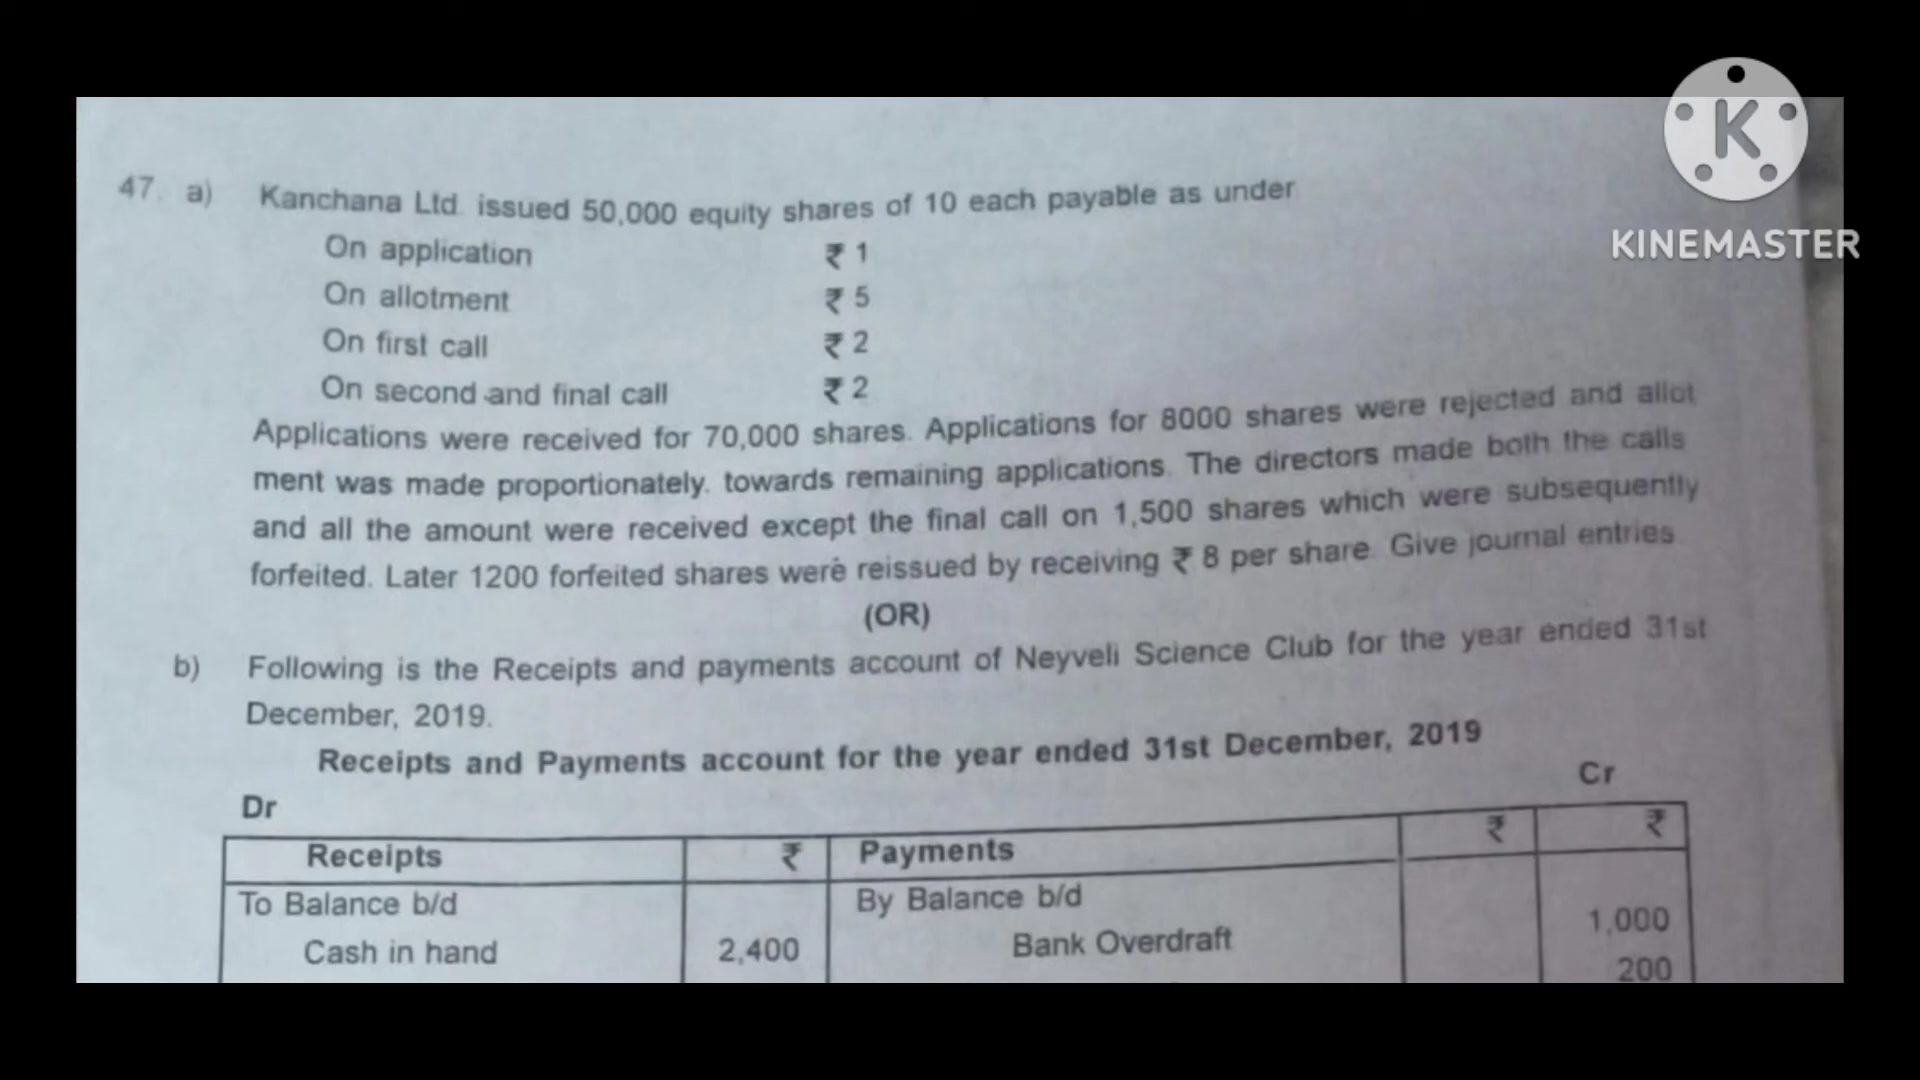 K
KINEMASTER
47. a) Kanchana Ltd. issued 50,000 equity shares of 10 each payable as under
On application ₹ 1
On allotment ₹ 5
On first call ₹ 2
On second and final call ₹ 2
Applications were received for 70,000 shares. Applications for 8000 shares were rejected and allot
ment was made proportionately. towards remaining applications. The directors made both the calls
and all the amount were received except the final call on 1,500 shares which were subsequently
forfeited. Later 1200 forfeited shares were reissued by receiving ₹ 8 per share. Give journal entries.
(OR)
b) Following is the Receipts and payments account of Neyveli Science Club for the year ended 31st
December, 2019.
Receipts and Payments account for the year ended 31st December, 2019
Dr Cr
Receipts ₹ Payments ₹ ₹
To Balance b/d By Balance b/d
Cash in hand 2,400 Bank Overdraft 1,000
200